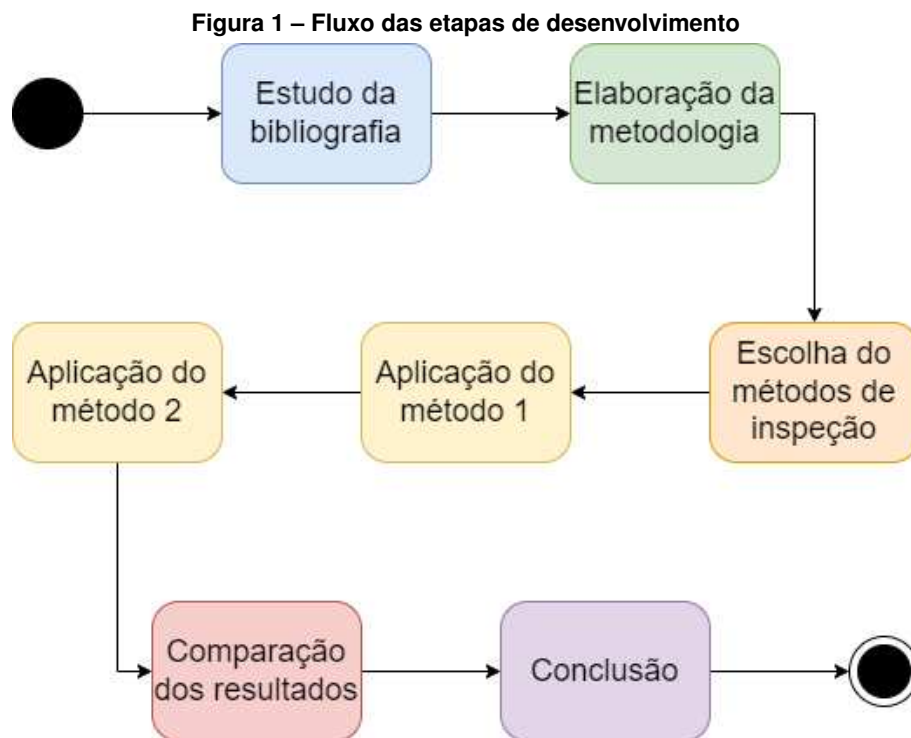 Figura 1 – Fluxo das etapas de desenvolvimento
Estudo da
bibliografia
Elaboração da
metodologia
Escolha do
métodos de
inspeção
Aplicação do
método 1
Aplicação do
método 2
Comparação
dos resultados
Conclusão